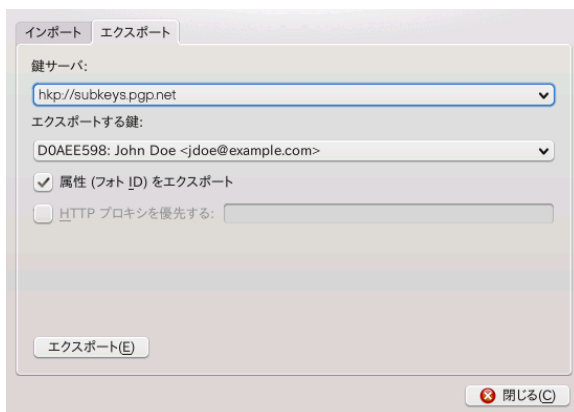 インポート エクスポート
鍵サーバ:
hkp://subkeys.pgp.net
エクスポートする鍵:
D0AEE598: John Doe <jdoe@example.com>
属性 (フォト ID) をエクスポート
HTTP プロキシを優先する:
エクスポート(E)
閉じる(C)